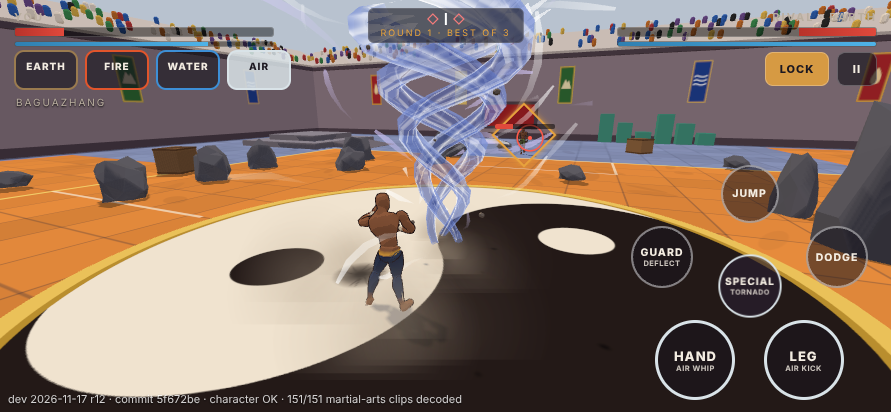 ROUND 1 · BEST OF 3
EARTH
FIRE
WATER
AIR
LOCK
II
BAGUAZHANG
JUMP
GUARD
DEFLECT
DODGE
SPECIAL
TORNADO
HAND
AIR WHIP
LEG
AIR KICK
dev 2026-11-17 r12 · commit 5f672be · character OK · 151/151 martial-arts clips decoded